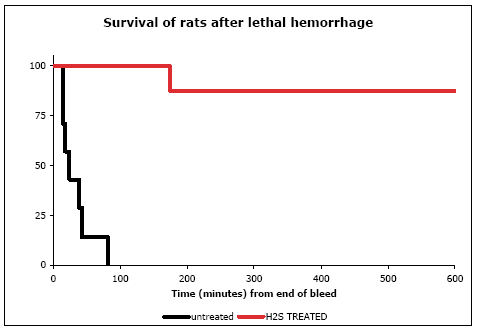 Survival of rats after lethal hemorrhage
100
75
50
25
0
0 100 200 300 400 500 600
Time (minutes) from end of bleed
untreated H2S TREATED